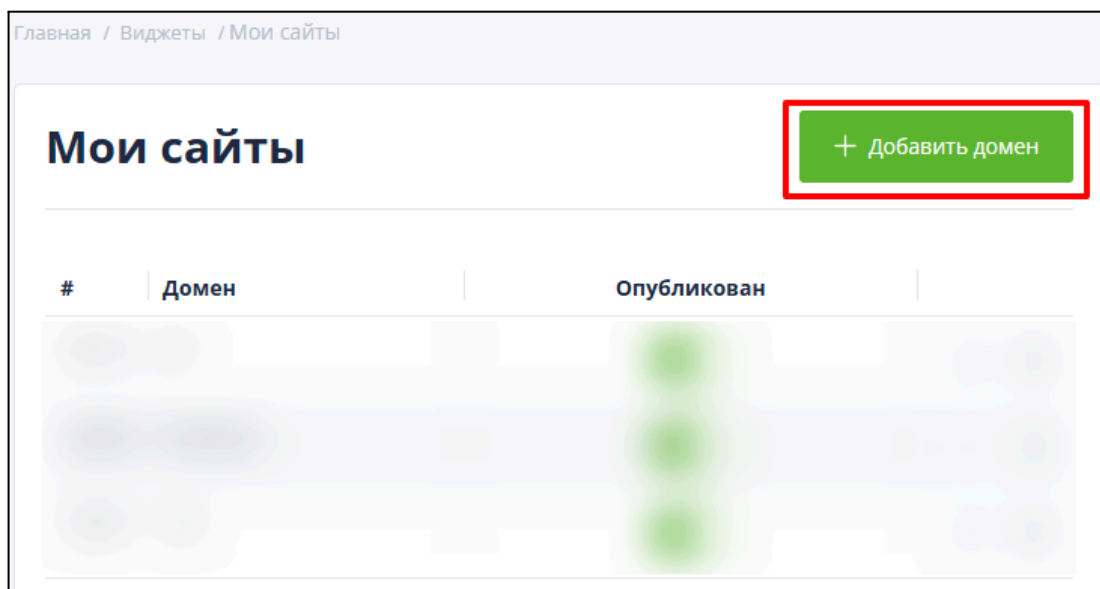 Главная / Виджеты / Мои сайты
Мои сайты
+ Добавить домен
# Домен Опубликован